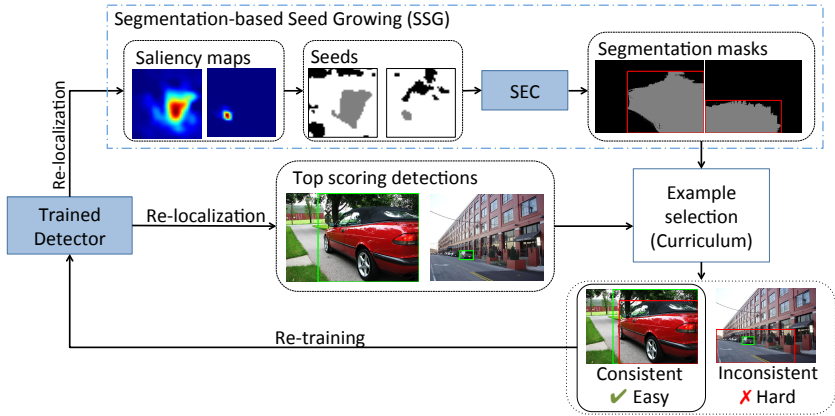 Segmentation-based Seed Growing (SSG)
Saliency maps
Seeds
SEC
Segmentation masks
Re-localization
Trained
Detector
Re-localization
Top scoring detections
Example
selection
(Curriculum)
Re-training
Consistent
✔ Easy
Inconsistent
✗ Hard